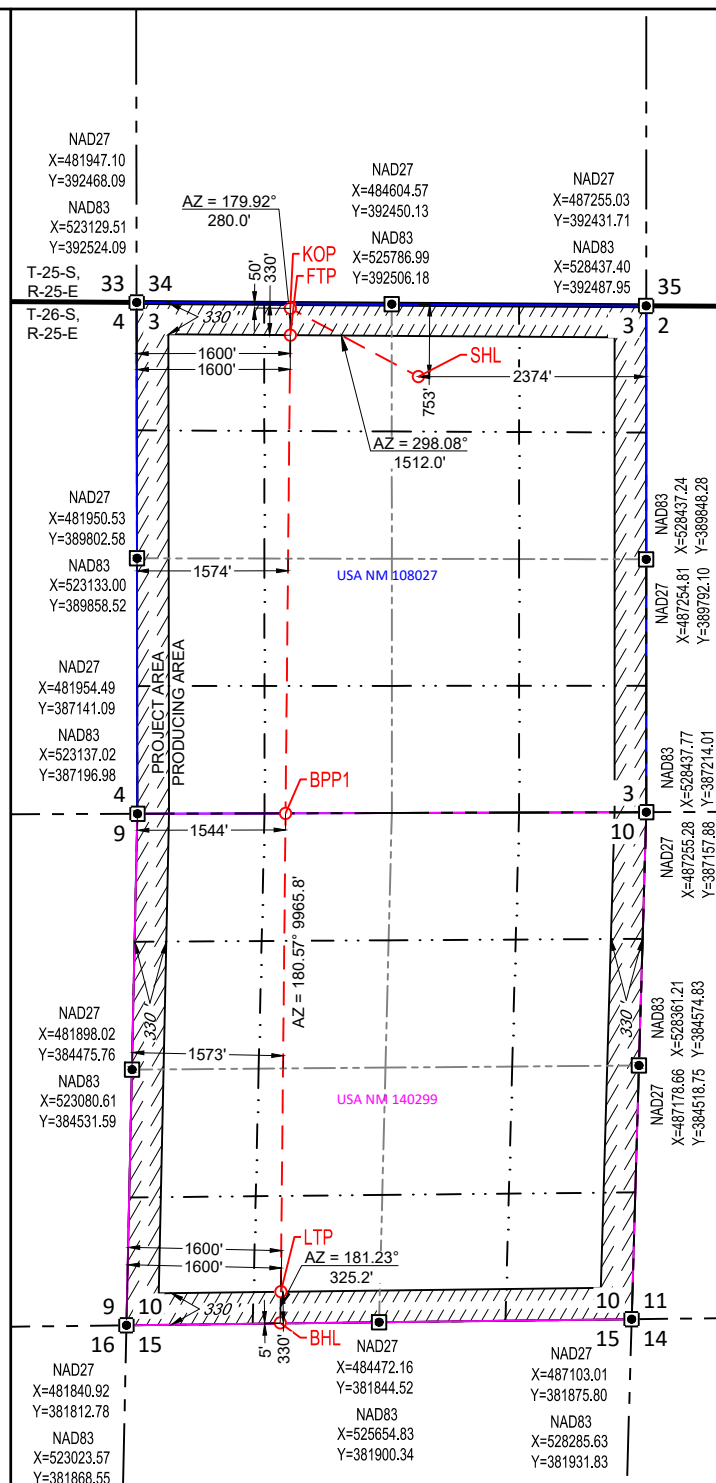 NAD27
X=481947.10
Y=392468.09
NAD83
X=523129.51
Y=392524.09
NAD27
X=484604.57
Y=392450.13
NAD83
X=525786.99
Y=392506.18
NAD27
X=487255.03
Y=392431.71
NAD83
X=528437.40
Y=392487.95
AZ = 179.92°
280.0'
KOP
FTP
50'
330'
T-25-S,
R-25-E
33 34
35
T-26-S,
R-25-E
4 3
330'
3 2
1600'
1600'
SHL
2374'
753'
AZ = 298.08°
1512.0'
NAD27
X=481950.53
Y=389802.58
NAD83
X=523133.00
Y=389858.52
NAD83
X=528437.24
Y=389848.28
NAD27
X=487254.81
Y=389792.10
1574'
USA NM 108027
PROJECT AREA
PRODUCING AREA
NAD27
X=481954.49
Y=387141.09
NAD83
X=523137.02
Y=387196.98
NAD83
X=528437.77
Y=387214.01
NAD27
X=487255.28
Y=387157.88
BPP1
4
3
9
10
1544'
AZ = 180.57° 9965.8'
330'
330'
NAD27
X=481898.02
Y=384475.76
NAD83
X=523080.61
Y=384531.59
NAD83
X=528361.21
Y=384574.83
NAD27
X=487178.66
Y=384518.75
1573'
USA NM 140299
LTP
1600'
1600'
AZ = 181.23°
325.2'
9 10
330'
10 11
16 15
15 14
5'
330'
BHL
NAD27
X=481840.92
Y=381812.78
NAD83
X=523023.57
Y=381868.55
NAD27
X=484472.16
Y=381844.52
NAD83
X=525654.83
Y=381900.34
NAD27
X=487103.01
Y=381875.80
NAD83
X=528285.63
Y=381931.83